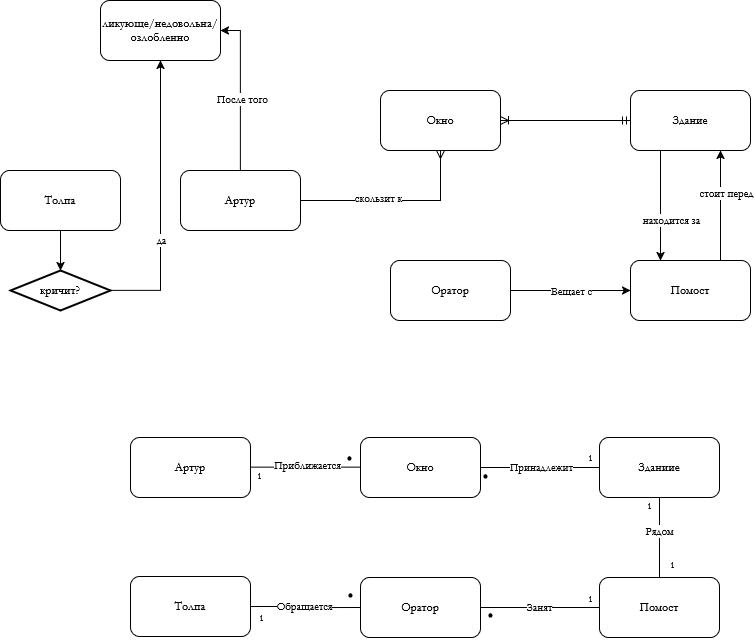 ликующе/недовольна/
озлобленно
После того
Окно
Здание
Толпа
Артур
скользит к
стоит перед
находится за
да
кричит?
Оратор
Вещает с
Помост
Артур
1
Приближается
•
Окно
•
Принадлежит
1
Зданиие
1
Рядом
1
Толпа
1
Обращается
•
Оратор
•
Занят
1
Помост